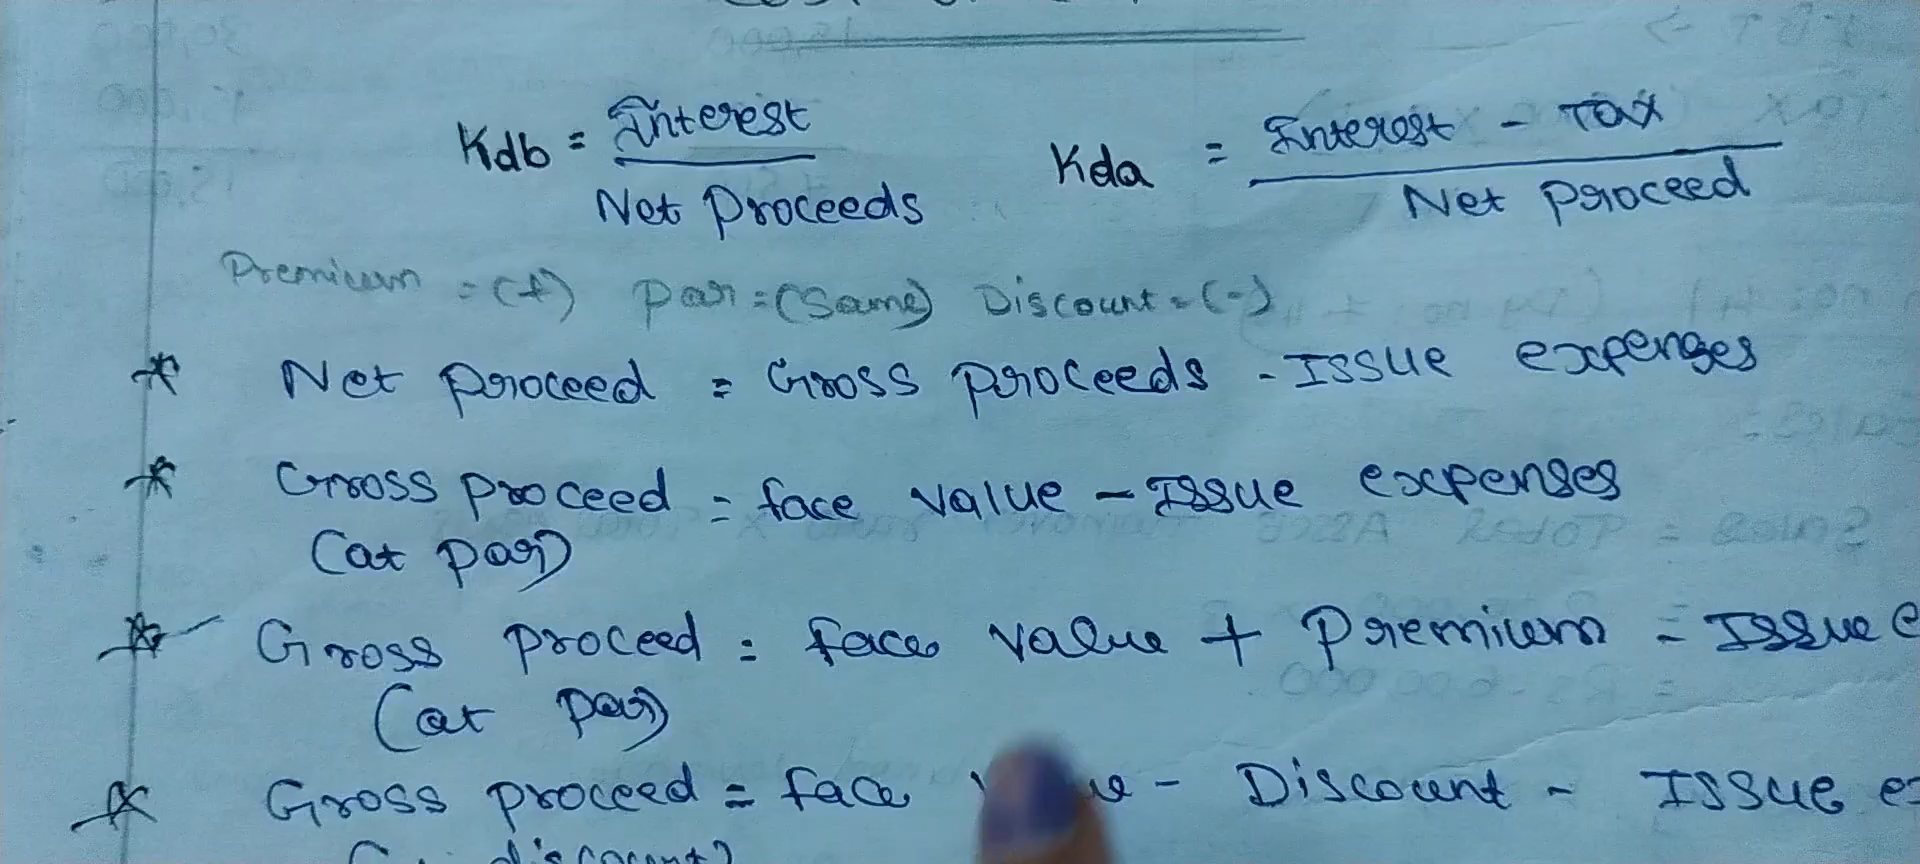 Kdb = Interest / Net Proceeds    Kda = Interest - Tax / Net Proceed
Premium = (+) Par = (Same) Discount = (-)
* Net proceed = Gross proceeds - Issue expenses
* Gross proceed = face value - Issue expenses
(at par)
* Gross proceed = face value + Premium = Issue e
(at par)
* Gross proceed = face - Discount - Issue
discount)